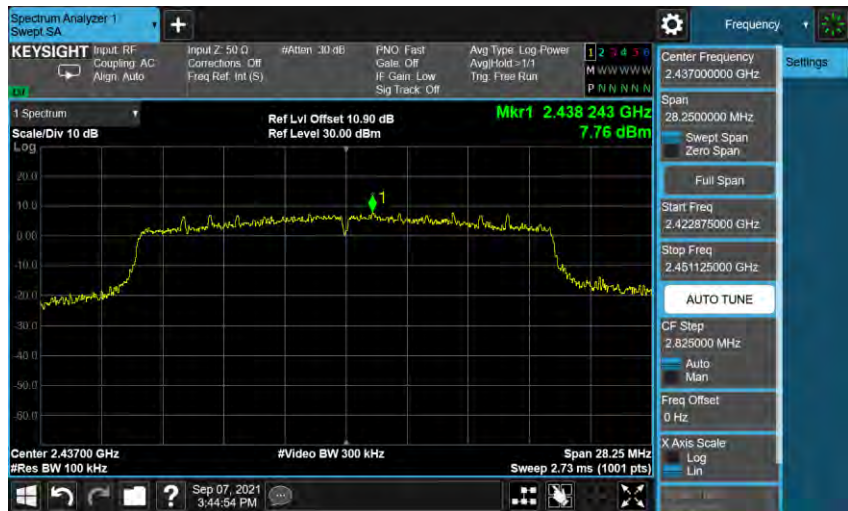 Spectrum Analyzer 1
Swept SA
+
Frequency
KEYSIGHT
Input: RF
Coupling: AC
Align: Auto
Input Z: 50 Ω
Corrections: Off
Freq Ref: Int (S)
#Atten: 30 dB
PNO: Fast
Gate: Off
IF Gain: Low
Sig Track: Off
Avg Type: Log-Power
Avg|Hold:>1/1
Trig: Free Run
1 2 3 4 5 6
M W W W W W
P N N N N N
1 Spectrum
Scale/Div 10 dB
Log
Ref Lvl Offset 10.90 dB
Ref Level 30.00 dBm
Mkr1 2.438 243 GHz
7.76 dBm
20.0
10.0
0.00
-10.0
-20.0
-30.0
-40.0
-50.0
-60.0
1
Center 2.43700 GHz
#Res BW 100 kHz
#Video BW 300 kHz
Span 28.25 MHz
Sweep 2.73 ms (1001 pts)
Center Frequency
2.437000000 GHz
Settings
Span
28.2500000 MHz
Swept Span
Zero Span
Full Span
Start Freq
2.422875000 GHz
Stop Freq
2.451125000 GHz
AUTO TUNE
CF Step
2.825000 MHz
Auto
Man
Freq Offset
0 Hz
X Axis Scale
Log
Lin
?
Sep 07, 2021
3:44:54 PM